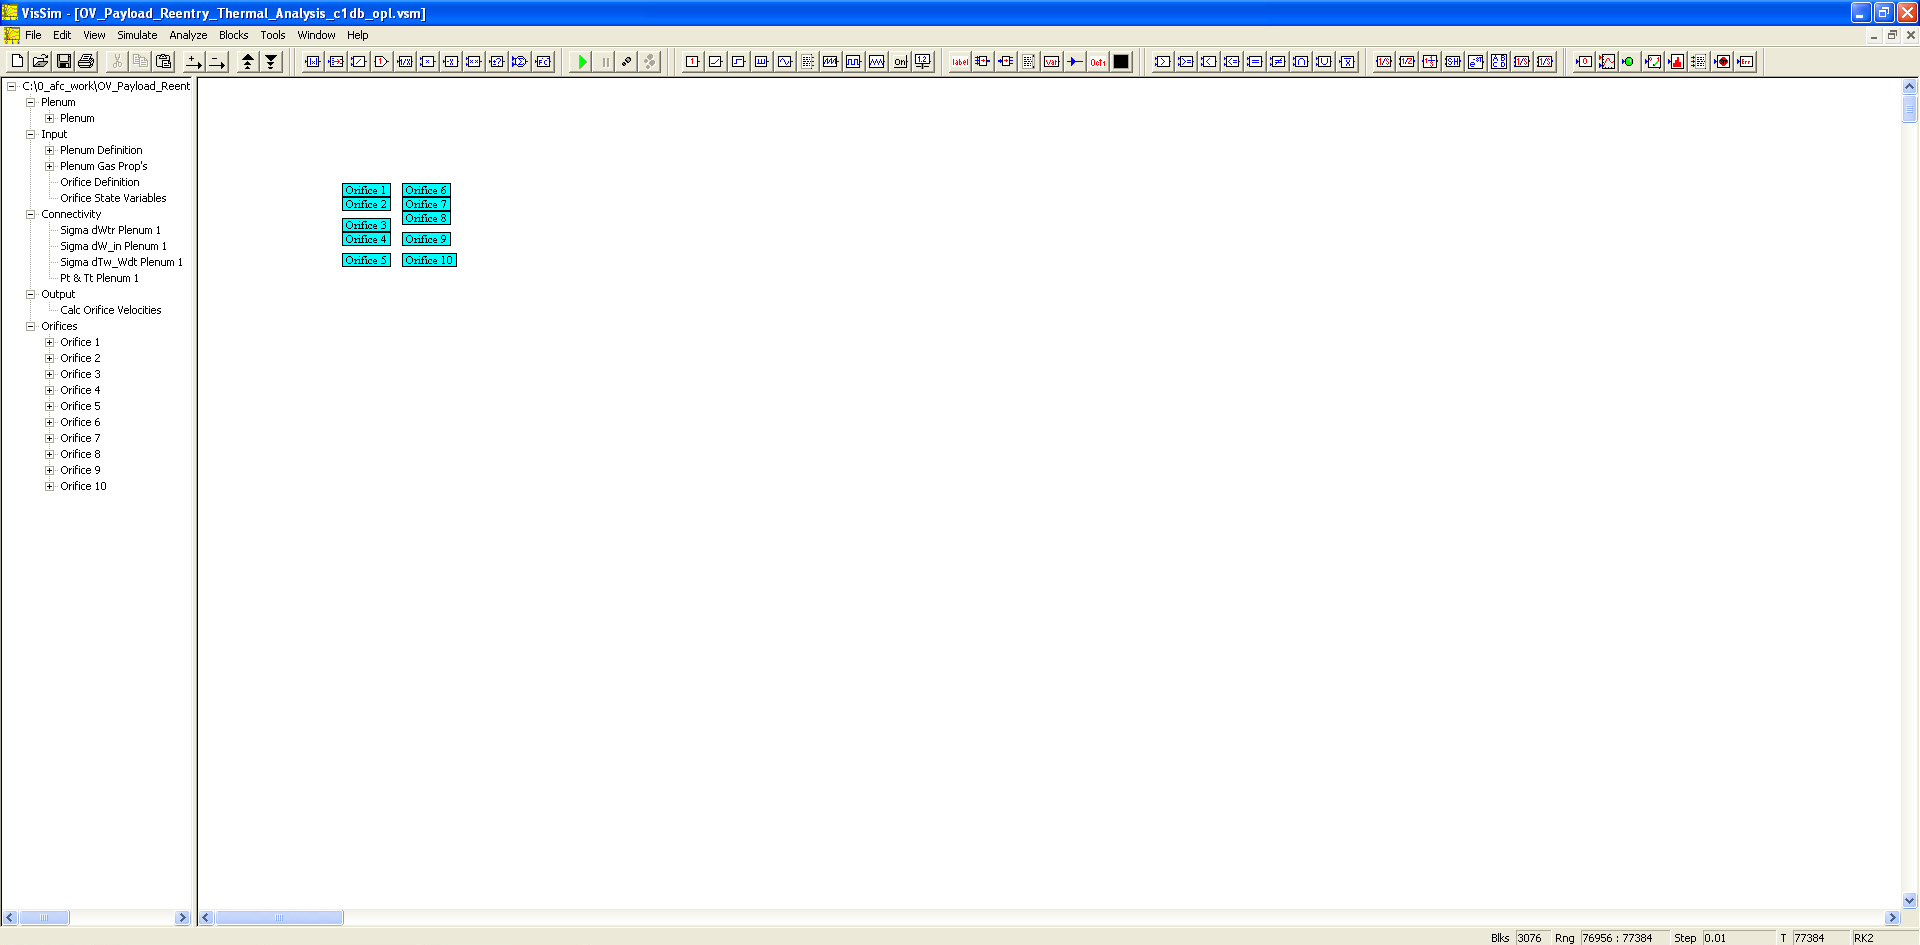 VisSim - [OV_Payload_Reentry_Thermal_Analysis_c1db_opl.vsm]
File Edit View Simulate Analyze Blocks Tools Window Help
C:\0_afc_work\OV_Payload_Reent
Plenum
Plenum
Input
Plenum Definition
Plenum Gas Prop's
Orifice Definition
Orifice State Variables
Connectivity
Sigma dWtr Plenum 1
Sigma dW_in Plenum 1
Sigma dTw_Wdt Plenum 1
Pt & Tt Plenum 1
Output
Calc Orifice Velocities
Orifices
Orifice 1
Orifice 2
Orifice 3
Orifice 4
Orifice 5
Orifice 6
Orifice 7
Orifice 8
Orifice 9
Orifice 10
Orifice 1 Orifice 6
Orifice 2 Orifice 7
Orifice 8
Orifice 3
Orifice 4 Orifice 9
Orifice 5 Orifice 10
Blks 3076 Rng 76956 : 77384 Step 0.01 T 77384 RK2